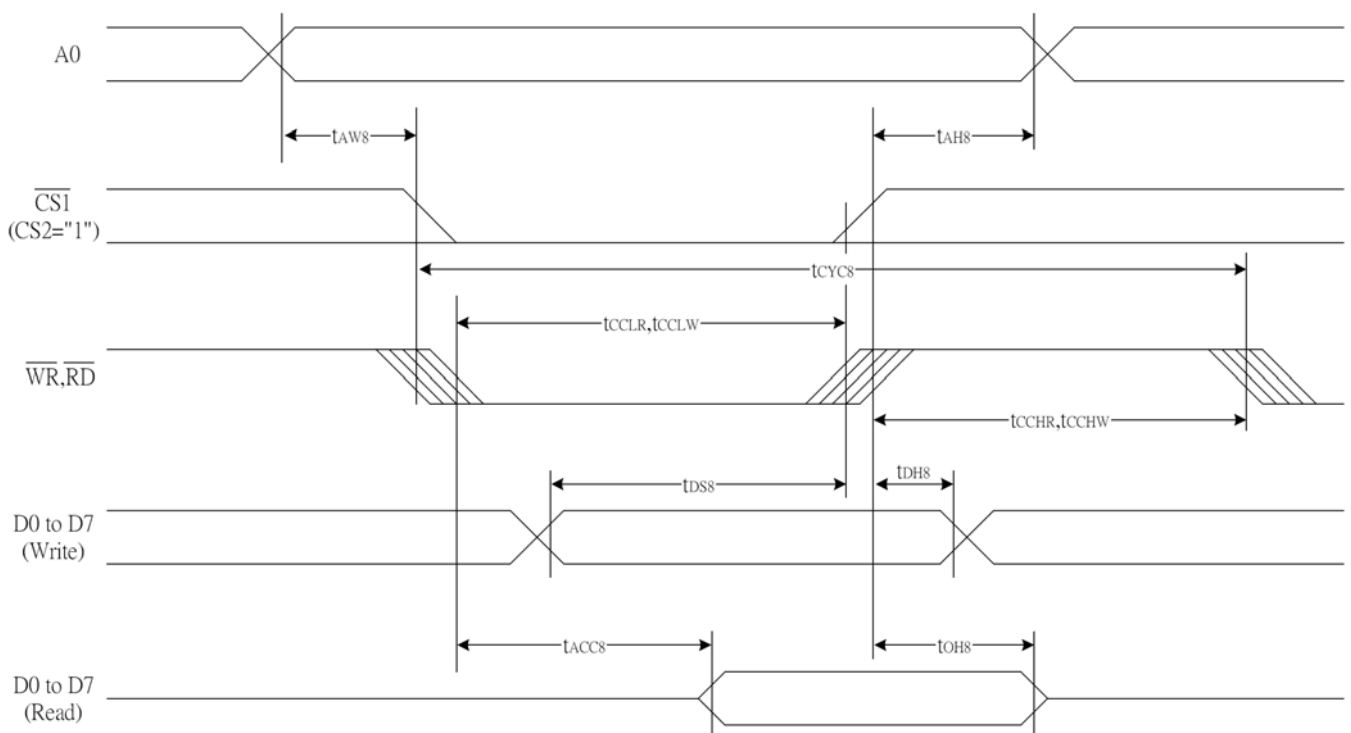 A0
tAW8
tAH8
CS1
(CS2="1")
tCYC8
tCCLR,tCCLW
WR,RD
tCCHR,tCCHW
tDS8
tDH8
D0 to D7
(Write)
tACC8
tOH8
D0 to D7
(Read)